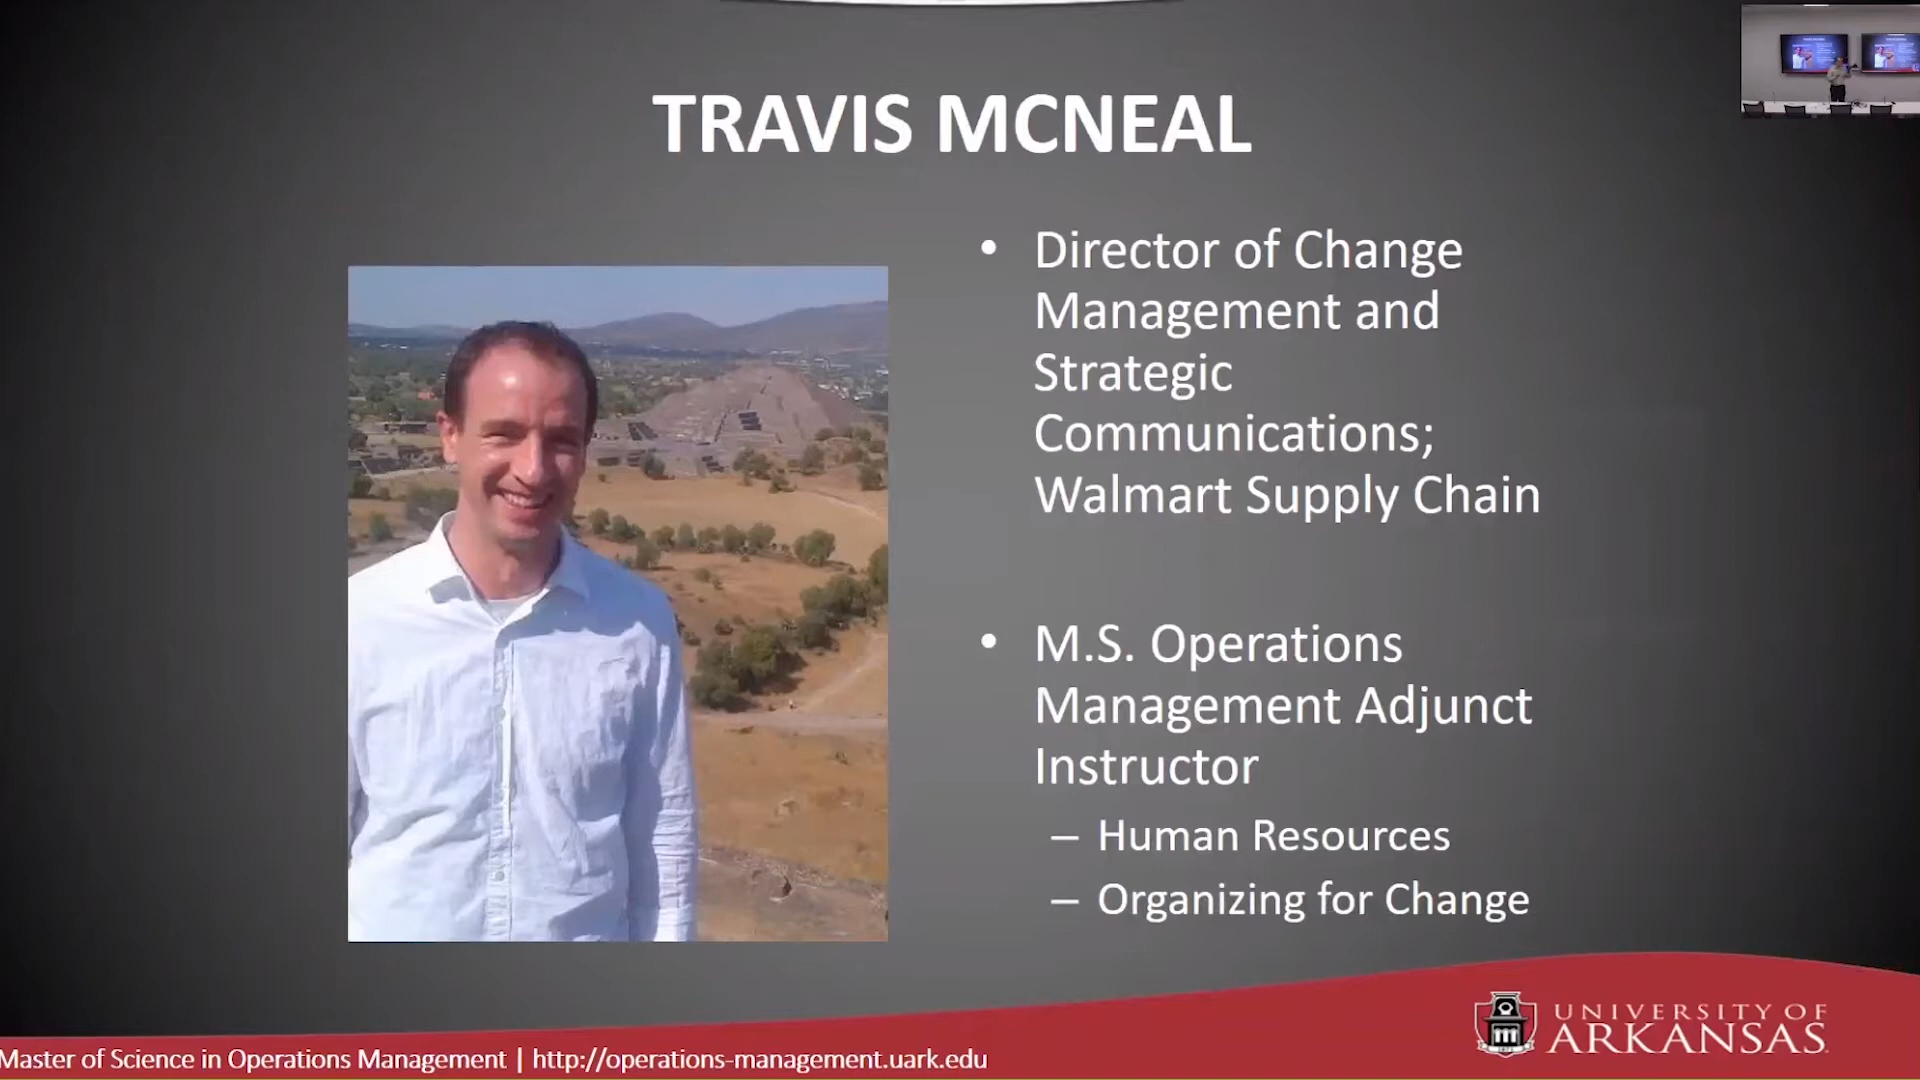 TRAVIS MCNEAL
• Director of Change
Management and
Strategic
Communications;
Walmart Supply Chain
• M.S. Operations
Management Adjunct
Instructor
– Human Resources
– Organizing for Change
Master of Science in Operations Management | http://operations-management.uark.edu
UNIVERSITY OF
ARKANSAS